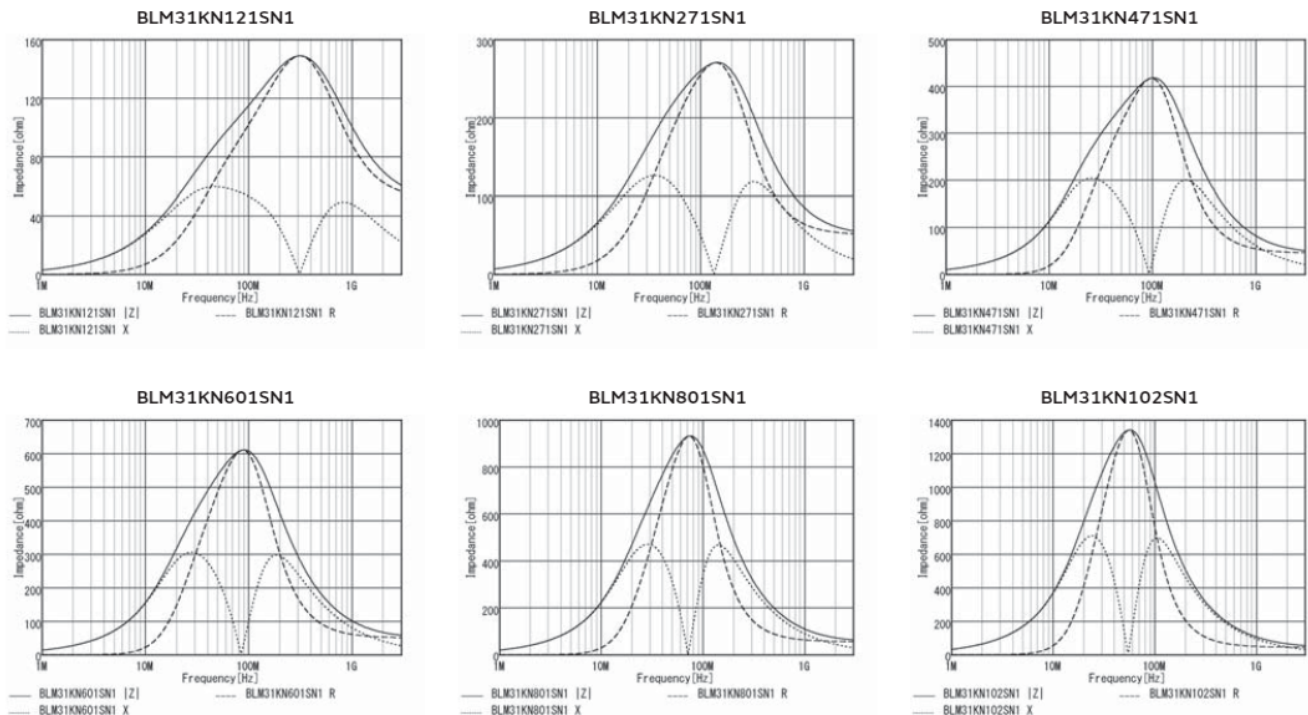 BLM31KN121SN1
160
120
80
40
0
Impedance[ohm]
1M 10M 100M 1G
Frequency[Hz]
BLM31KN121SN1 |Z| BLM31KN121SN1 R
BLM31KN121SN1 X
BLM31KN271SN1
300
200
100
0
Impedance[ohm]
1M 10M 100M 1G
Frequency[Hz]
BLM31KN271SN1 |Z| BLM31KN271SN1 R
BLM31KN271SN1 X
BLM31KN471SN1
500
400
300
200
100
0
Impedance[ohm]
1M 10M 100M 1G
Frequency[Hz]
BLM31KN471SN1 |Z| BLM31KN471SN1 R
BLM31KN471SN1 X
BLM31KN601SN1
700
600
500
400
300
200
100
0
Impedance[ohm]
1M 10M 100M 1G
Frequency[Hz]
BLM31KN601SN1 |Z| BLM31KN601SN1 R
BLM31KN601SN1 X
BLM31KN801SN1
1000
800
600
400
200
0
Impedance[ohm]
1M 10M 100M 1G
Frequency[Hz]
BLM31KN801SN1 |Z| BLM31KN801SN1 R
BLM31KN801SN1 X
BLM31KN102SN1
1400
1200
1000
800
600
400
200
0
Impedance[ohm]
1M 10M 100M 1G
Frequency[Hz]
BLM31KN102SN1 |Z| BLM31KN102SN1 R
BLM31KN102SN1 X